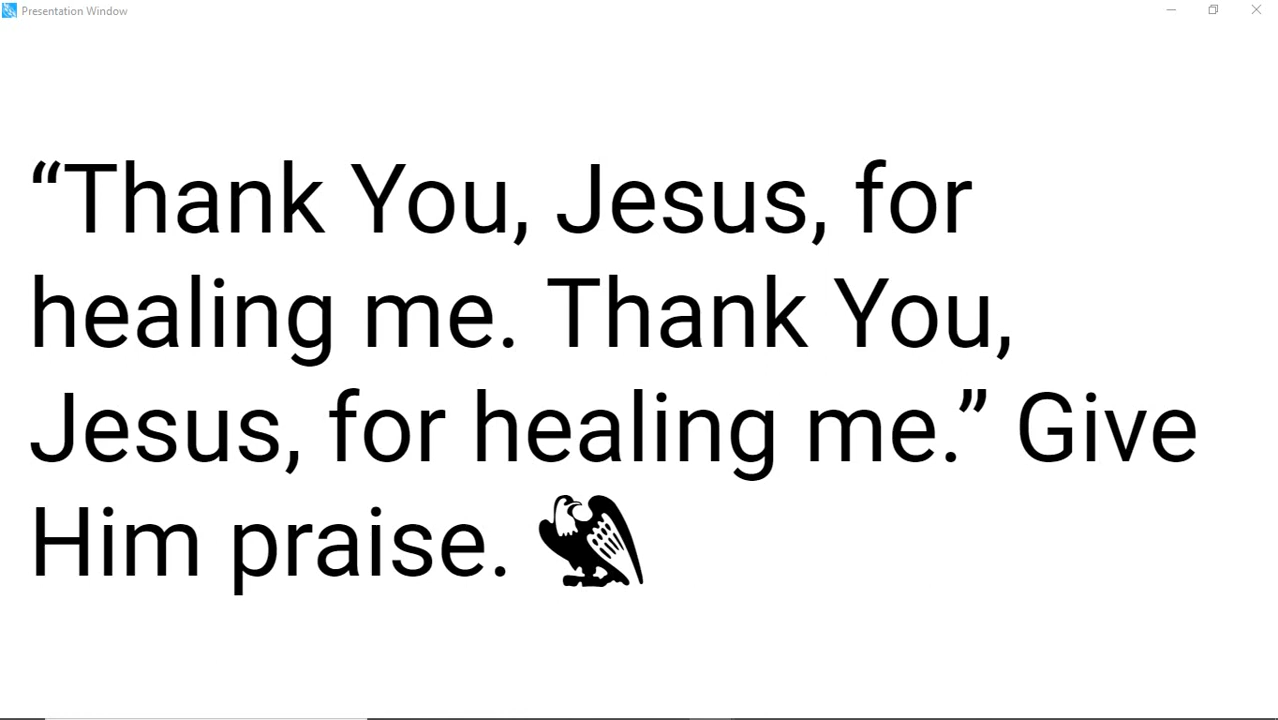 Presentation Window
“Thank You, Jesus, for
healing me. Thank You,
Jesus, for healing me.” Give
Him praise.